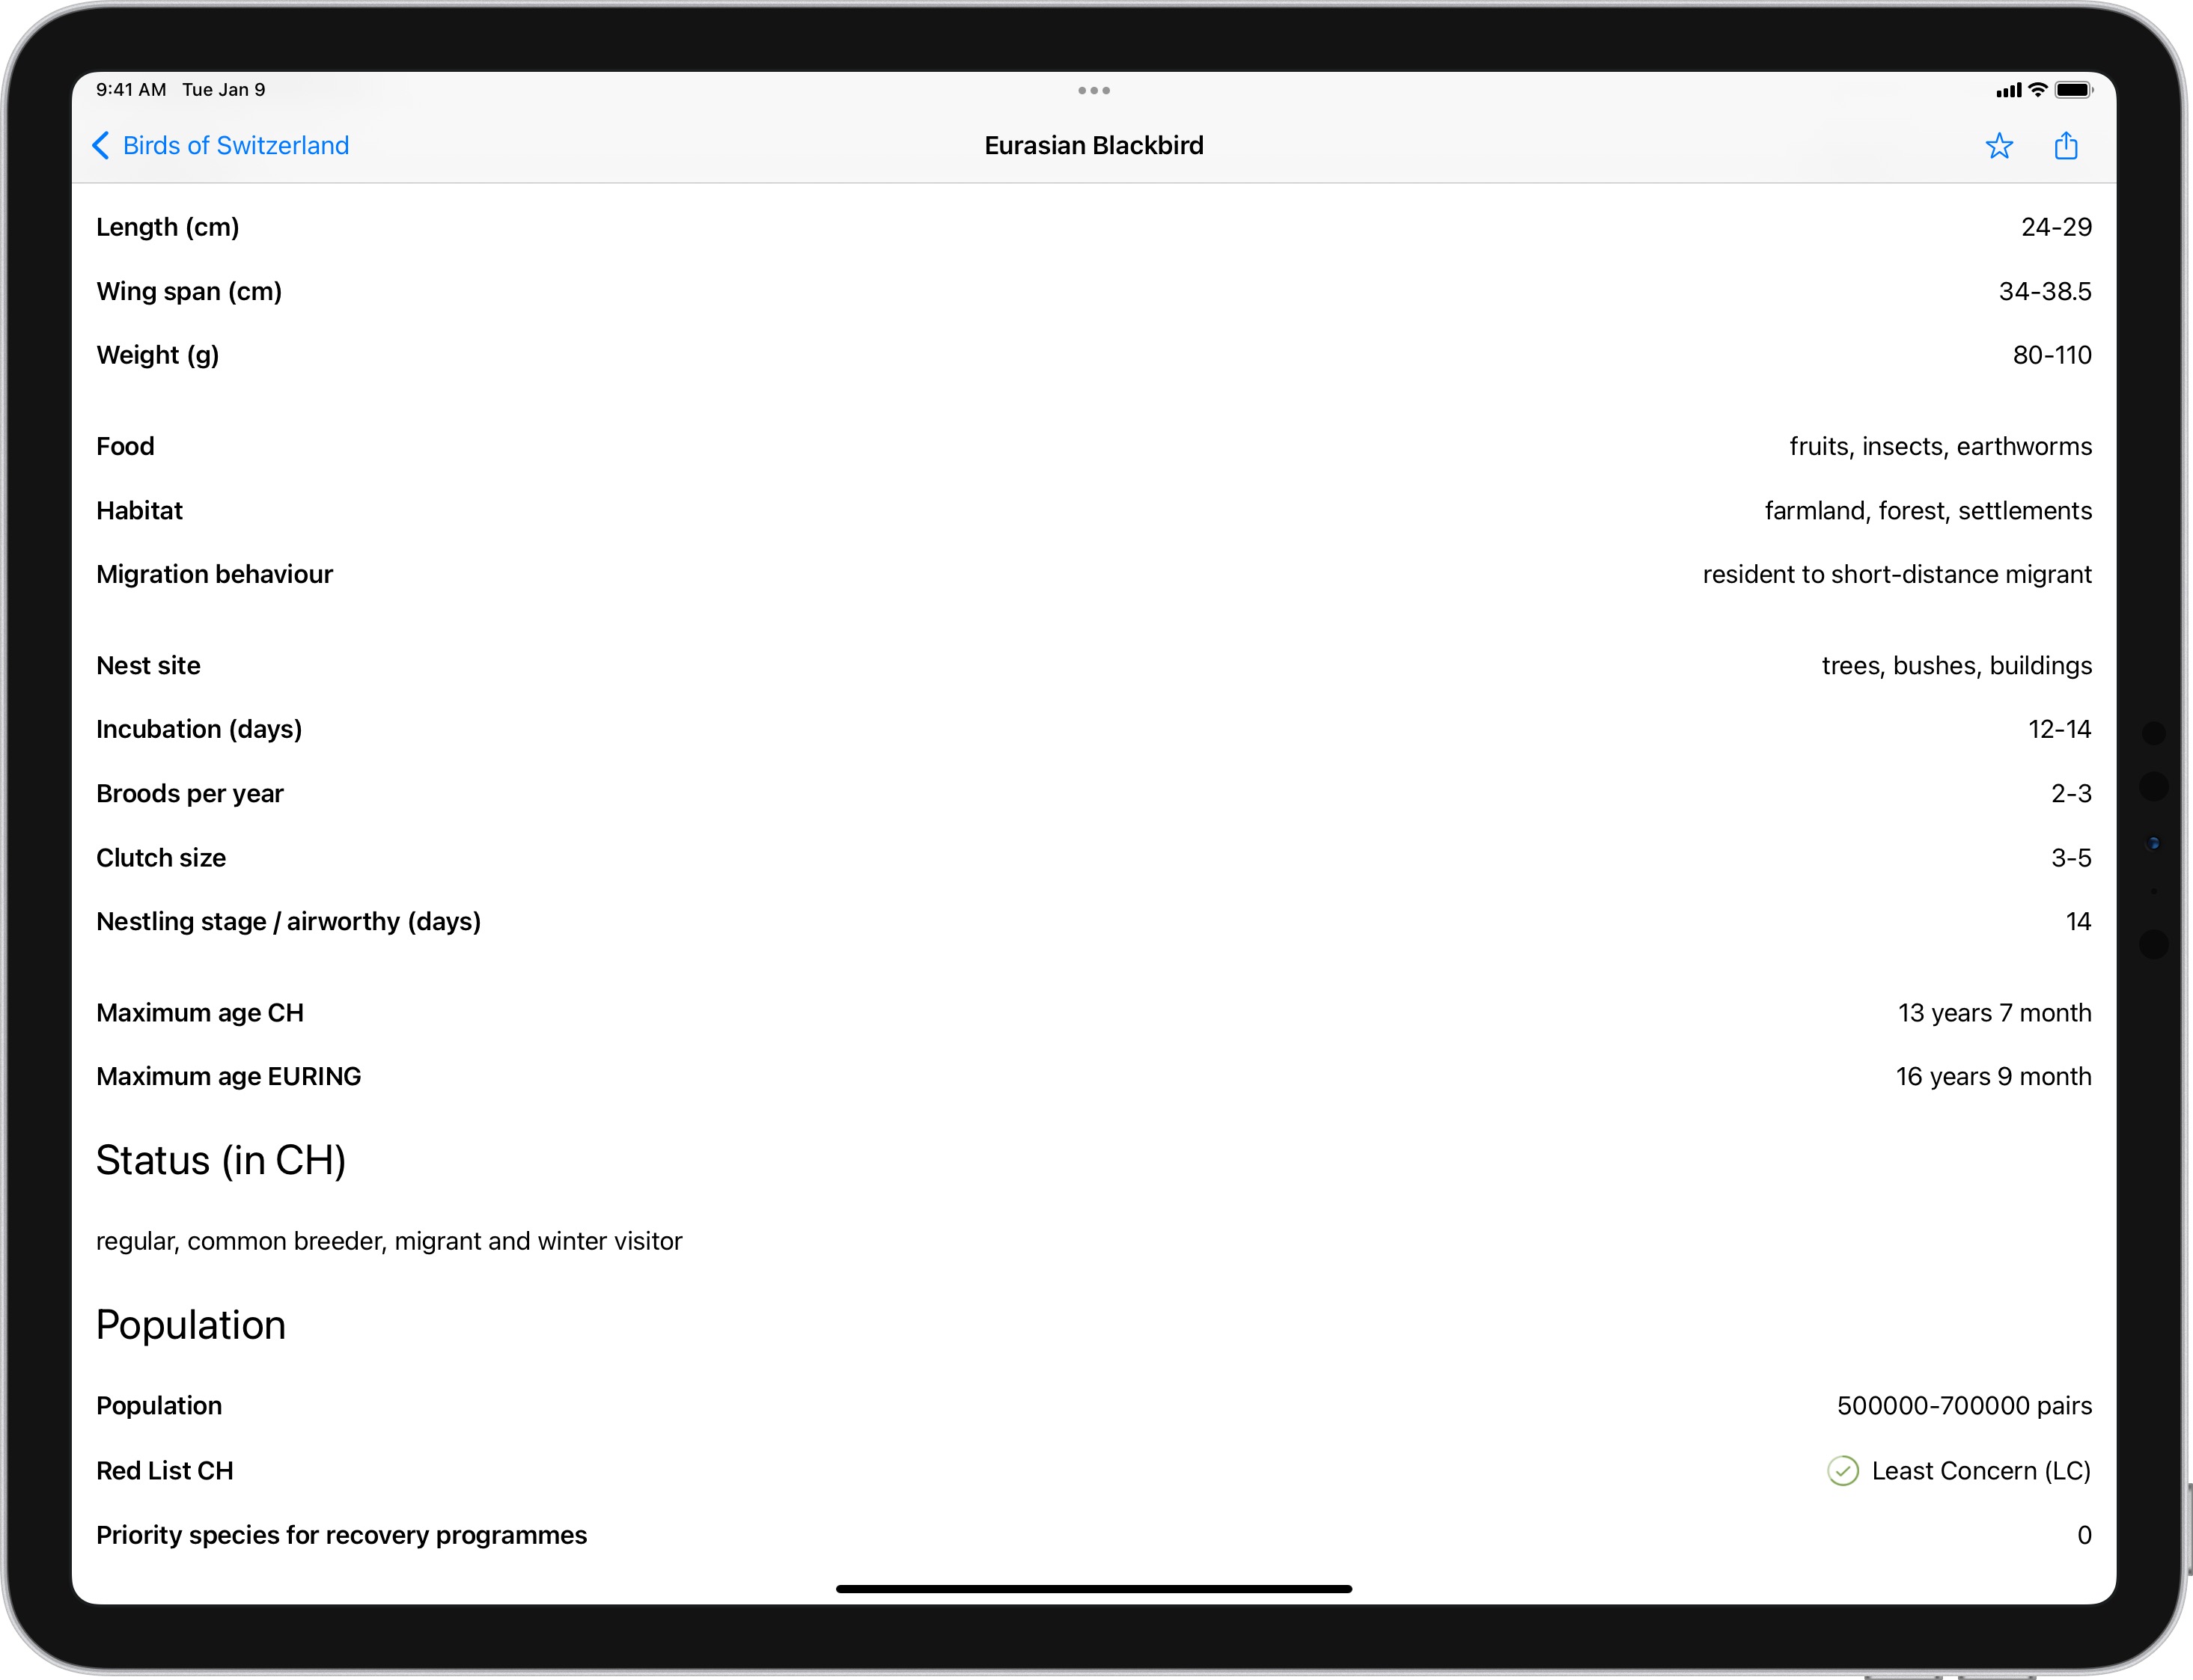 9:41 AM Tue Jan 9
Birds of Switzerland Eurasian Blackbird
Length (cm) 24-29
Wing span (cm) 34-38.5
Weight (g) 80-110
Food fruits, insects, earthworms
Habitat farmland, forest, settlements
Migration behaviour resident to short-distance migrant
Nest site trees, bushes, buildings
Incubation (days) 12-14
Broods per year 2-3
Clutch size 3-5
Nestling stage / airworthy (days) 14
Maximum age CH 13 years 7 month
Maximum age EURING 16 years 9 month
Status (in CH)
regular, common breeder, migrant and winter visitor
Population
Population 500000-700000 pairs
Red List CH Least Concern (LC)
Priority species for recovery programmes 0